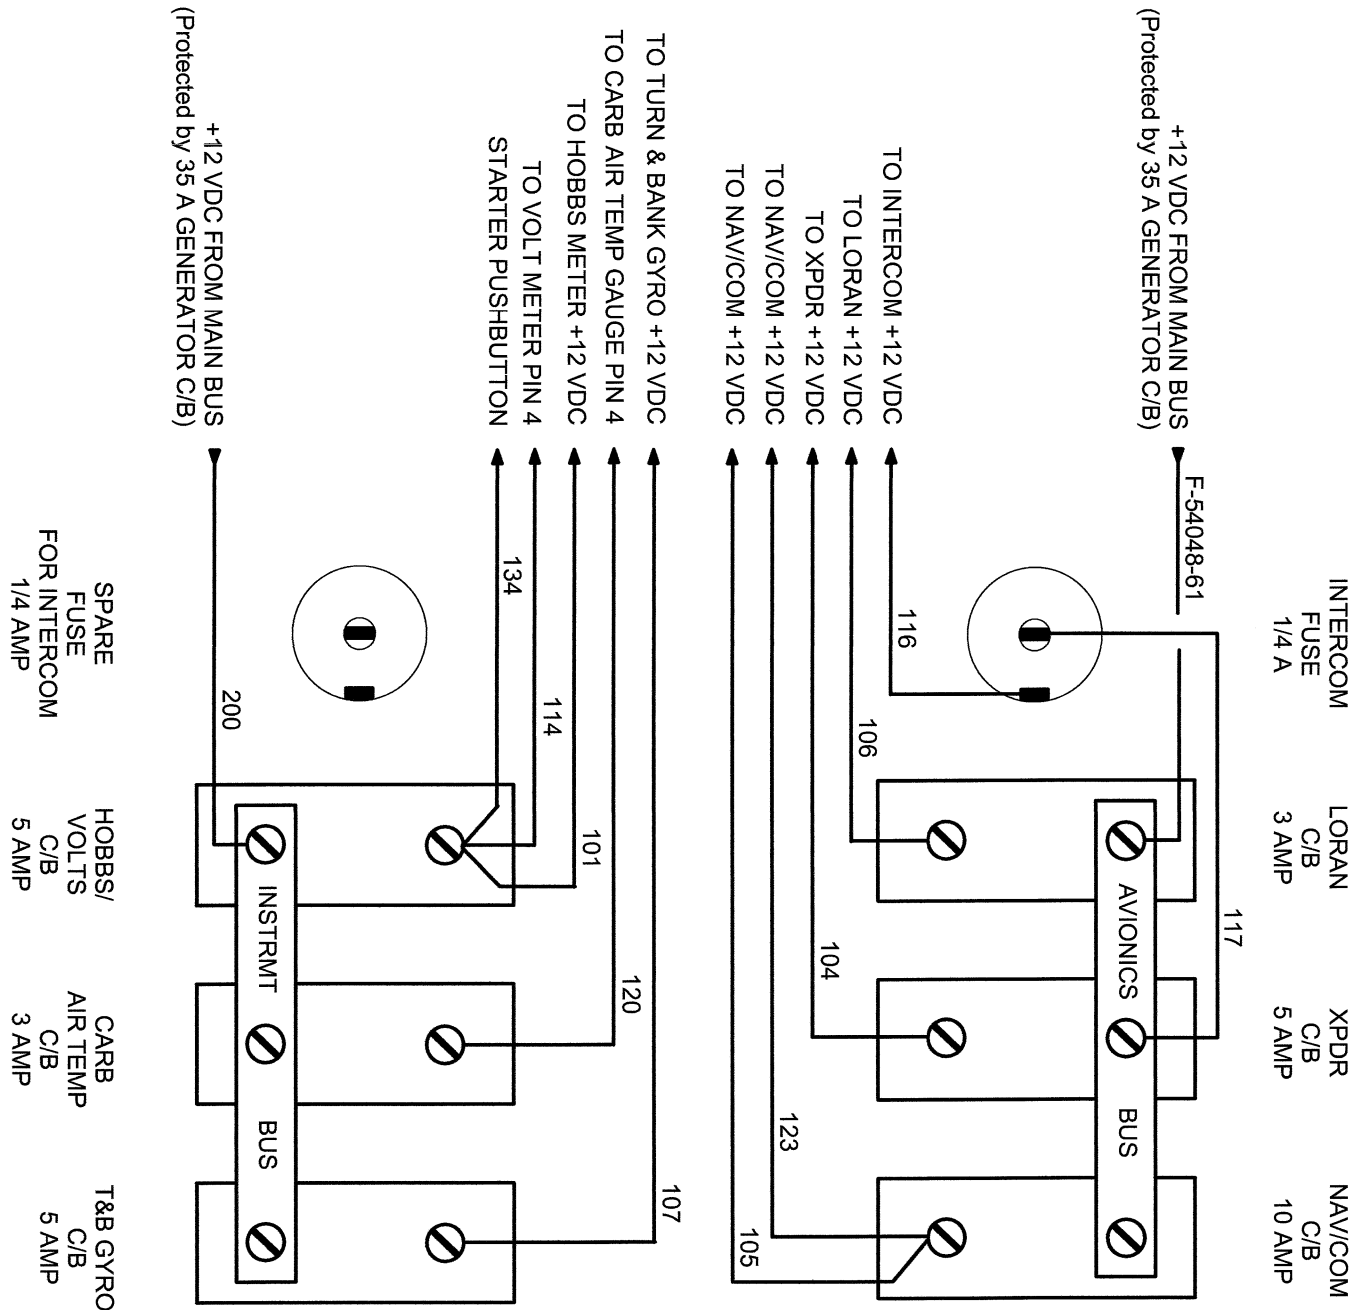 INTERCOM
FUSE
1/4 A
LORAN
C/B
3 AMP
XPDR
C/B
5 AMP
NAV/COM
C/B
10 AMP
+12 VDC FROM MAIN BUS
(Protected by 35 A GENERATOR C/B)
F-54048-61
117
AVIONICS
BUS
TO INTERCOM +12 VDC
116
TO LORAN +12 VDC
106
TO XPDR +12 VDC
104
TO NAV/COM +12 VDC
123
TO NAV/COM +12 VDC
105
TO TURN & BANK GYRO +12 VDC
107
TO CARB AIR TEMP GAUGE PIN 4
120
TO HOBBS METER +12 VDC
101
TO VOLT METER PIN 4
114
STARTER PUSHBUTTON
134
INSTRMT
BUS
+12 VDC FROM MAIN BUS
(Protected by 35 A GENERATOR C/B)
200
SPARE
FUSE
FOR INTERCOM
1/4 AMP
HOBBS/
VOLTS
C/B
5 AMP
CARB
AIR TEMP
C/B
3 AMP
T&B GYRO
C/B
5 AMP